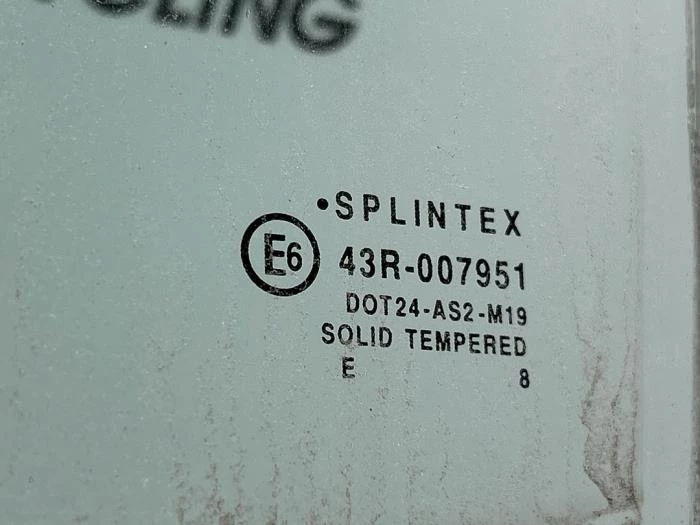 •SPLINTEX
E6 43R-007951
DOT24-AS2-M19
SOLID TEMPERED
E 8